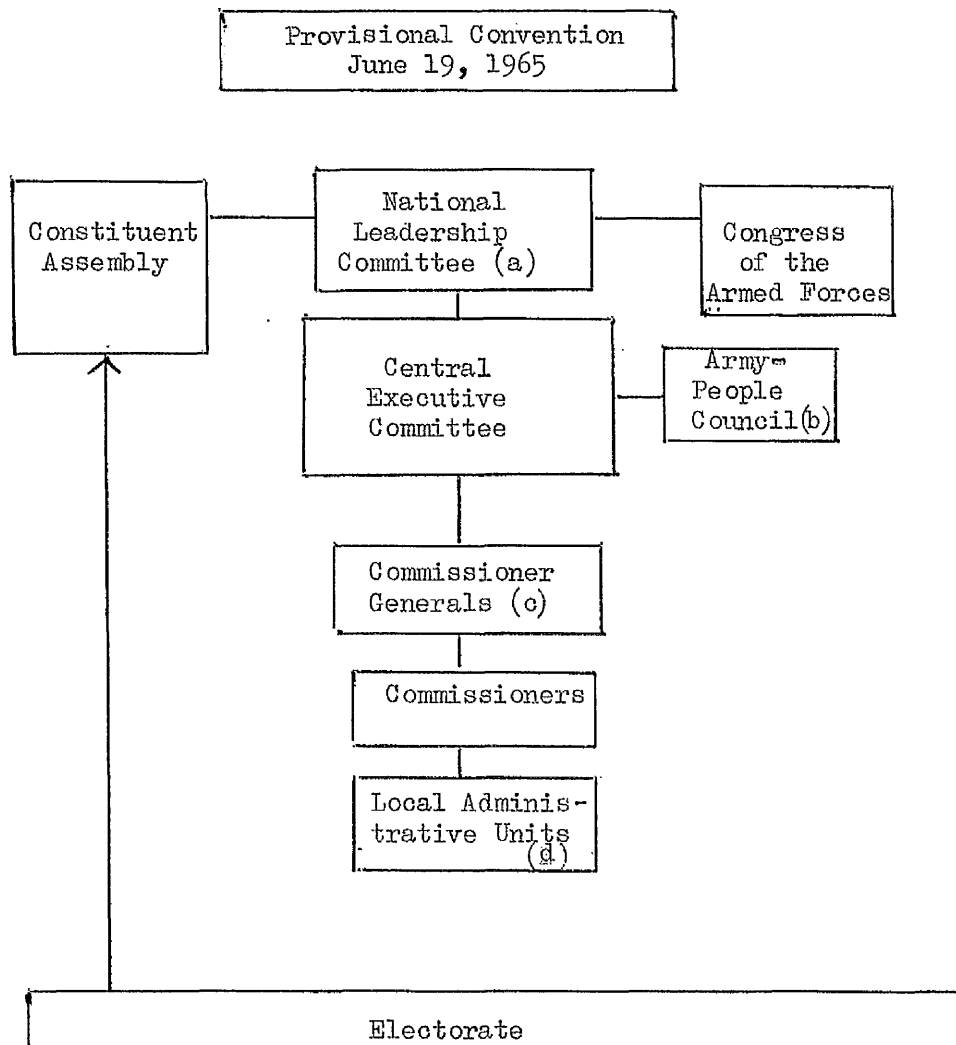 Provisional Convention
June 19, 1965
Constituent
Assembly
National
Leadership
Committee (a)
Congress
of the
Armed Forces
Central
Executive
Committee
Army-
People
Council(b)
Commissioner
Generals (c)
Commissioners
Local Adminis-
trative Units
(d)
Electorate